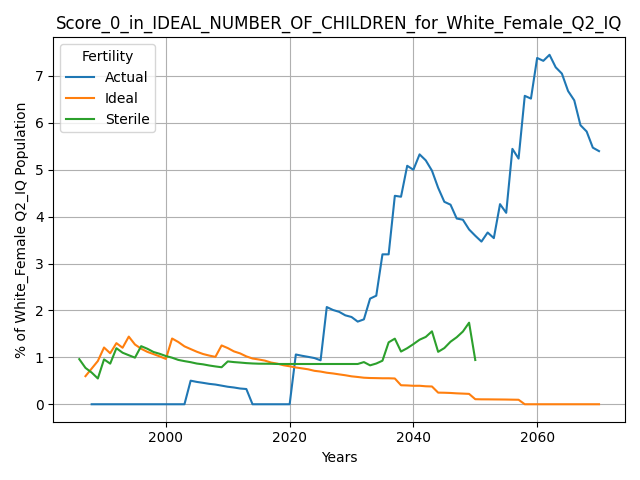 Score_0_in_IDEAL_NUMBER_OF_CHILDREN_for_White_Female_Q2_IQ
Fertility
Actual
Ideal
Sterile
% of White_Female Q2_IQ Population
7
6
5
4
3
2
1
0
2000
2020
2040
2060
Years